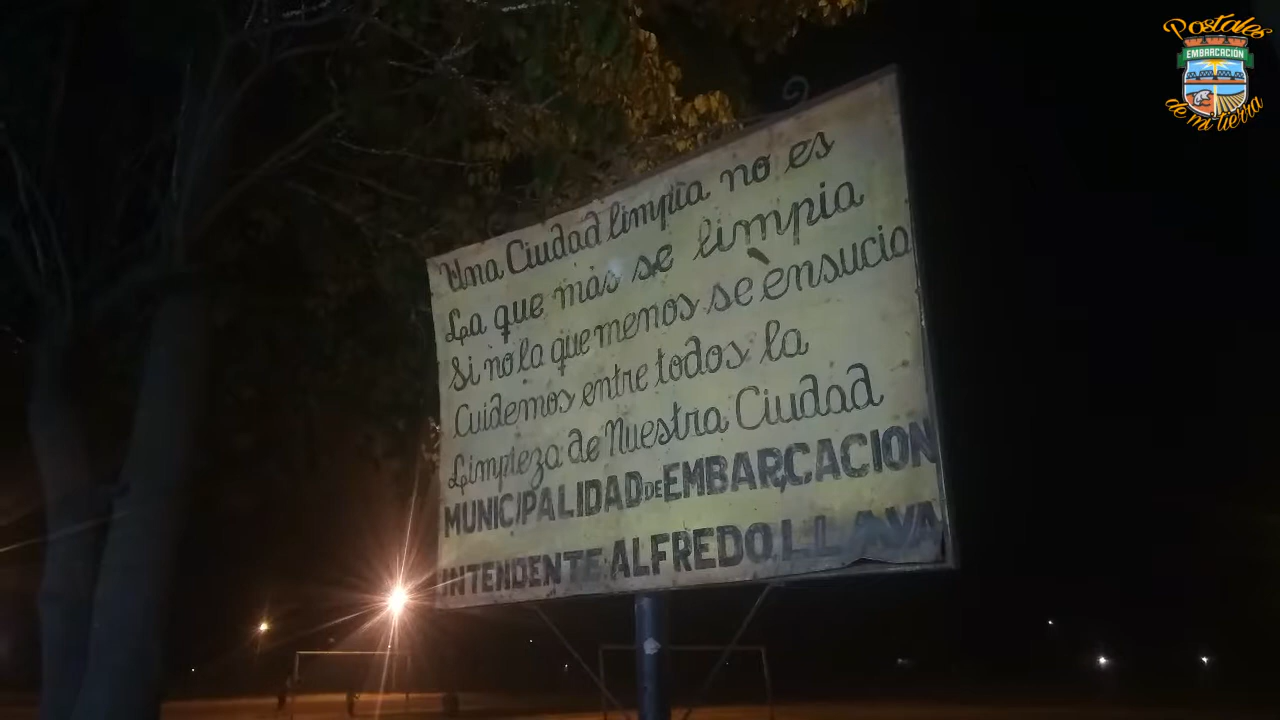 Postales
EMBARCACIÓN
de mi tierra
Una Ciudad limpia no es
La que más se limpia
Si no la que menos se ensucia
Cuidemos entre todos la
Limpieza de Nuestra Ciudad
MUNICIPALIDAD DE EMBARCACION
INTENDENTE: ALFREDO LLAYA